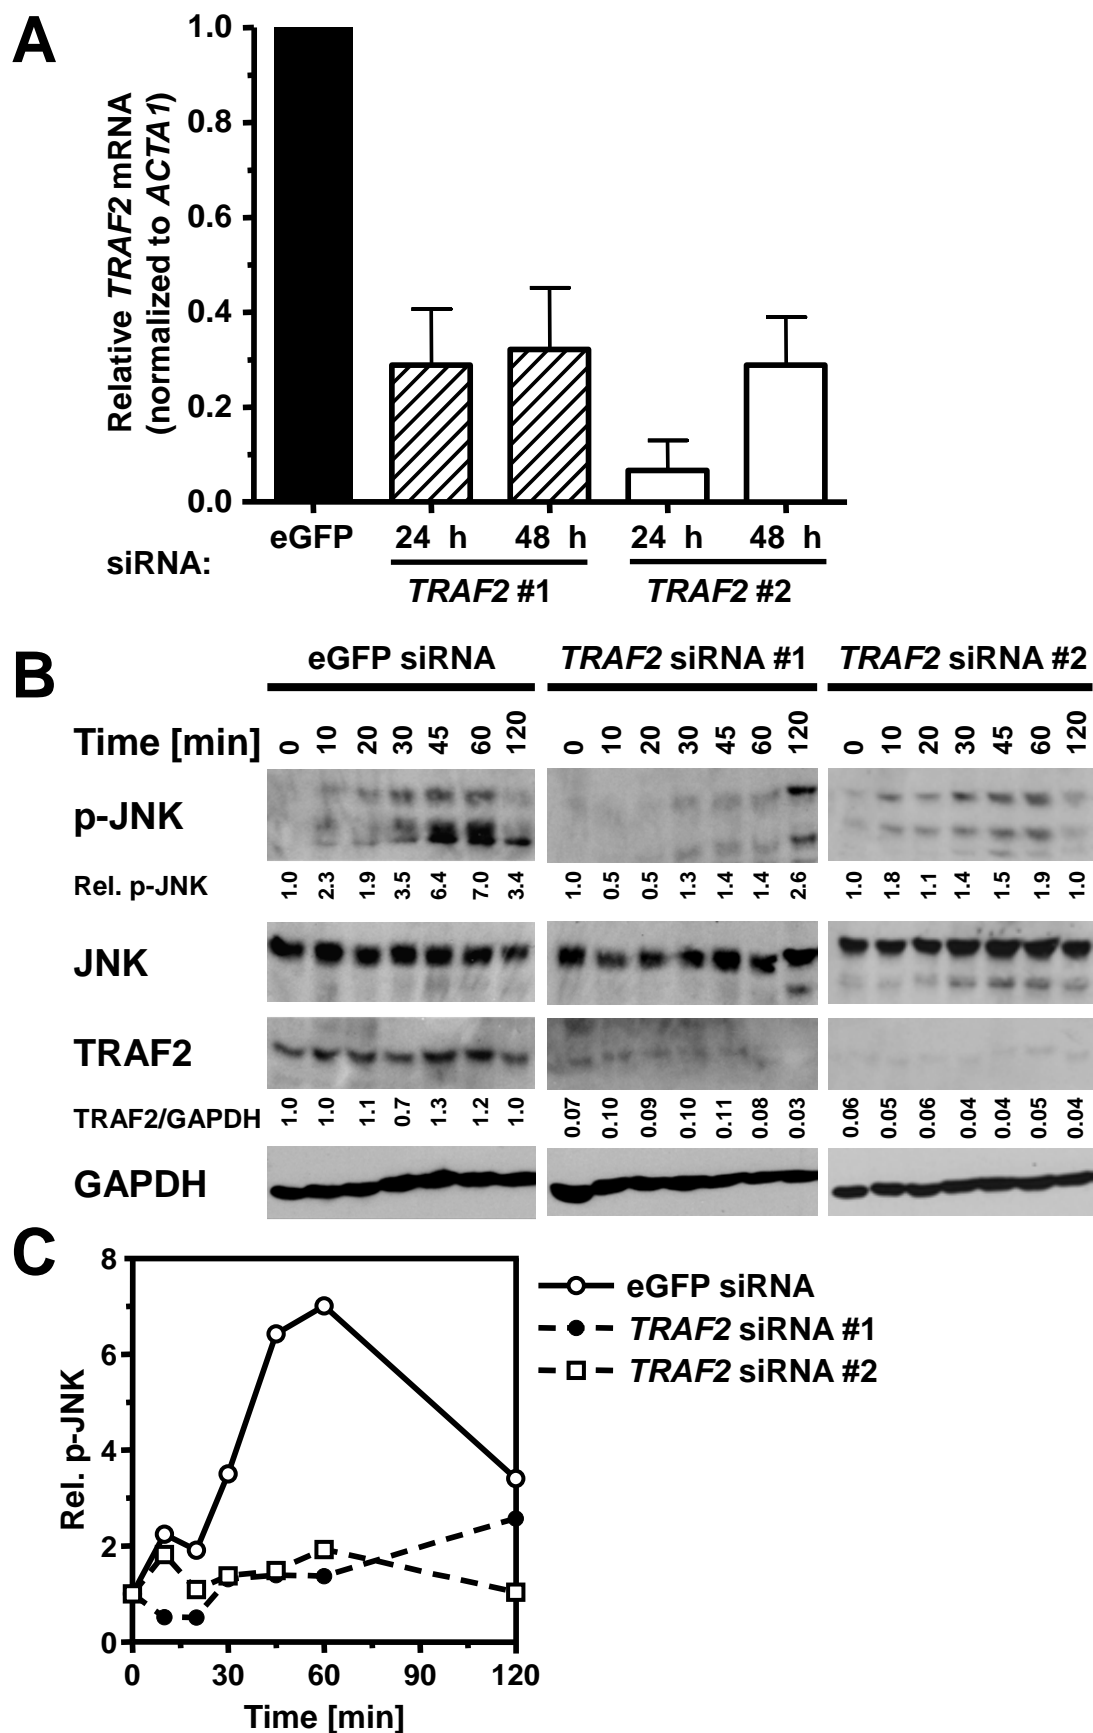 A
Relative TRAF2 mRNA
(normalized to ACTA1)
1.0
0.8
0.6
0.4
0.2
0.0
eGFP 24 h 48 h 24 h 48 h
siRNA:
TRAF2 #1 TRAF2 #2
B
eGFP siRNA TRAF2 siRNA #1 TRAF2 siRNA #2
Time [min] 0 10 20 30 45 60 120 0 10 20 30 45 60 120 0 10 20 30 45 60 120
p-JNK
Rel. p-JNK 1.0 2.3 1.9 3.5 6.4 7.0 3.4 1.0 0.5 0.5 1.3 1.4 1.4 2.6 1.0 1.8 1.1 1.4 1.5 1.9 1.0
JNK
TRAF2
TRAF2/GAPDH 1.0 1.0 1.1 0.7 1.3 1.2 1.0 0.07 0.10 0.09 0.10 0.11 0.08 0.03 0.06 0.05 0.06 0.04 0.04 0.05 0.04
GAPDH
C
Rel. p-JNK
8
6
4
2
0
0 30 60 90 120
Time [min]
eGFP siRNA
TRAF2 siRNA #1
TRAF2 siRNA #2